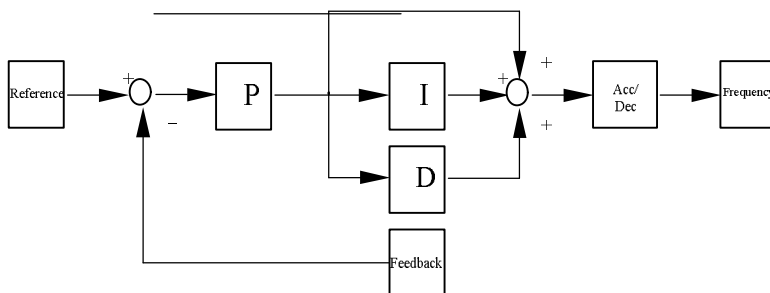 +
Reference
P
−
I
+
+
+
D
Acc/
Dec
Frequency
Feedback